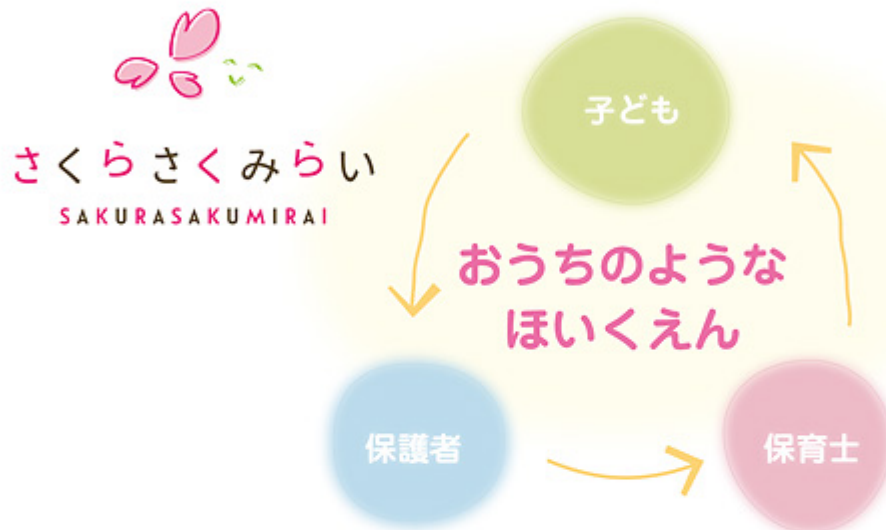 さくらさくみらい
SAKURASAKUMIRAI
子ども
おうちのような
ほいくえん
保護者
保育士